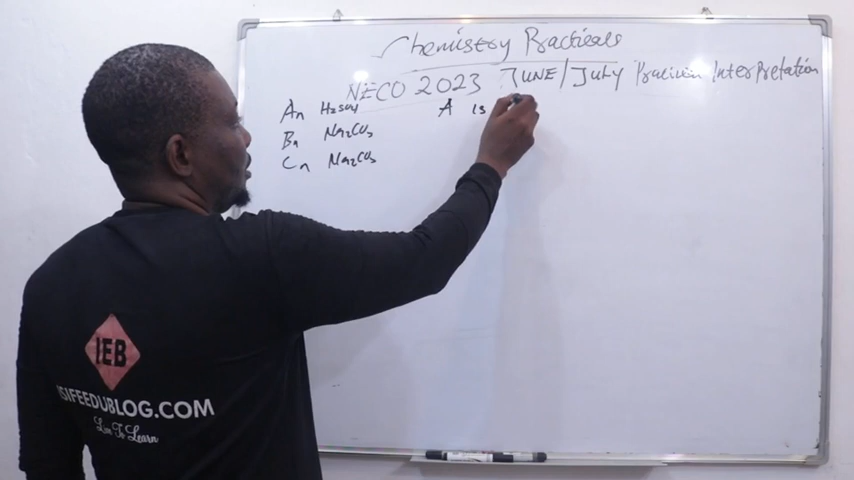 Chemistry Practicals
NECO 2023 JUNE/July Interpretation
An H2SO4 A is
Bn Na2CO3
Cn Na2CO3
IEB
ISIFEEDUBLOG.COM
Live To Learn